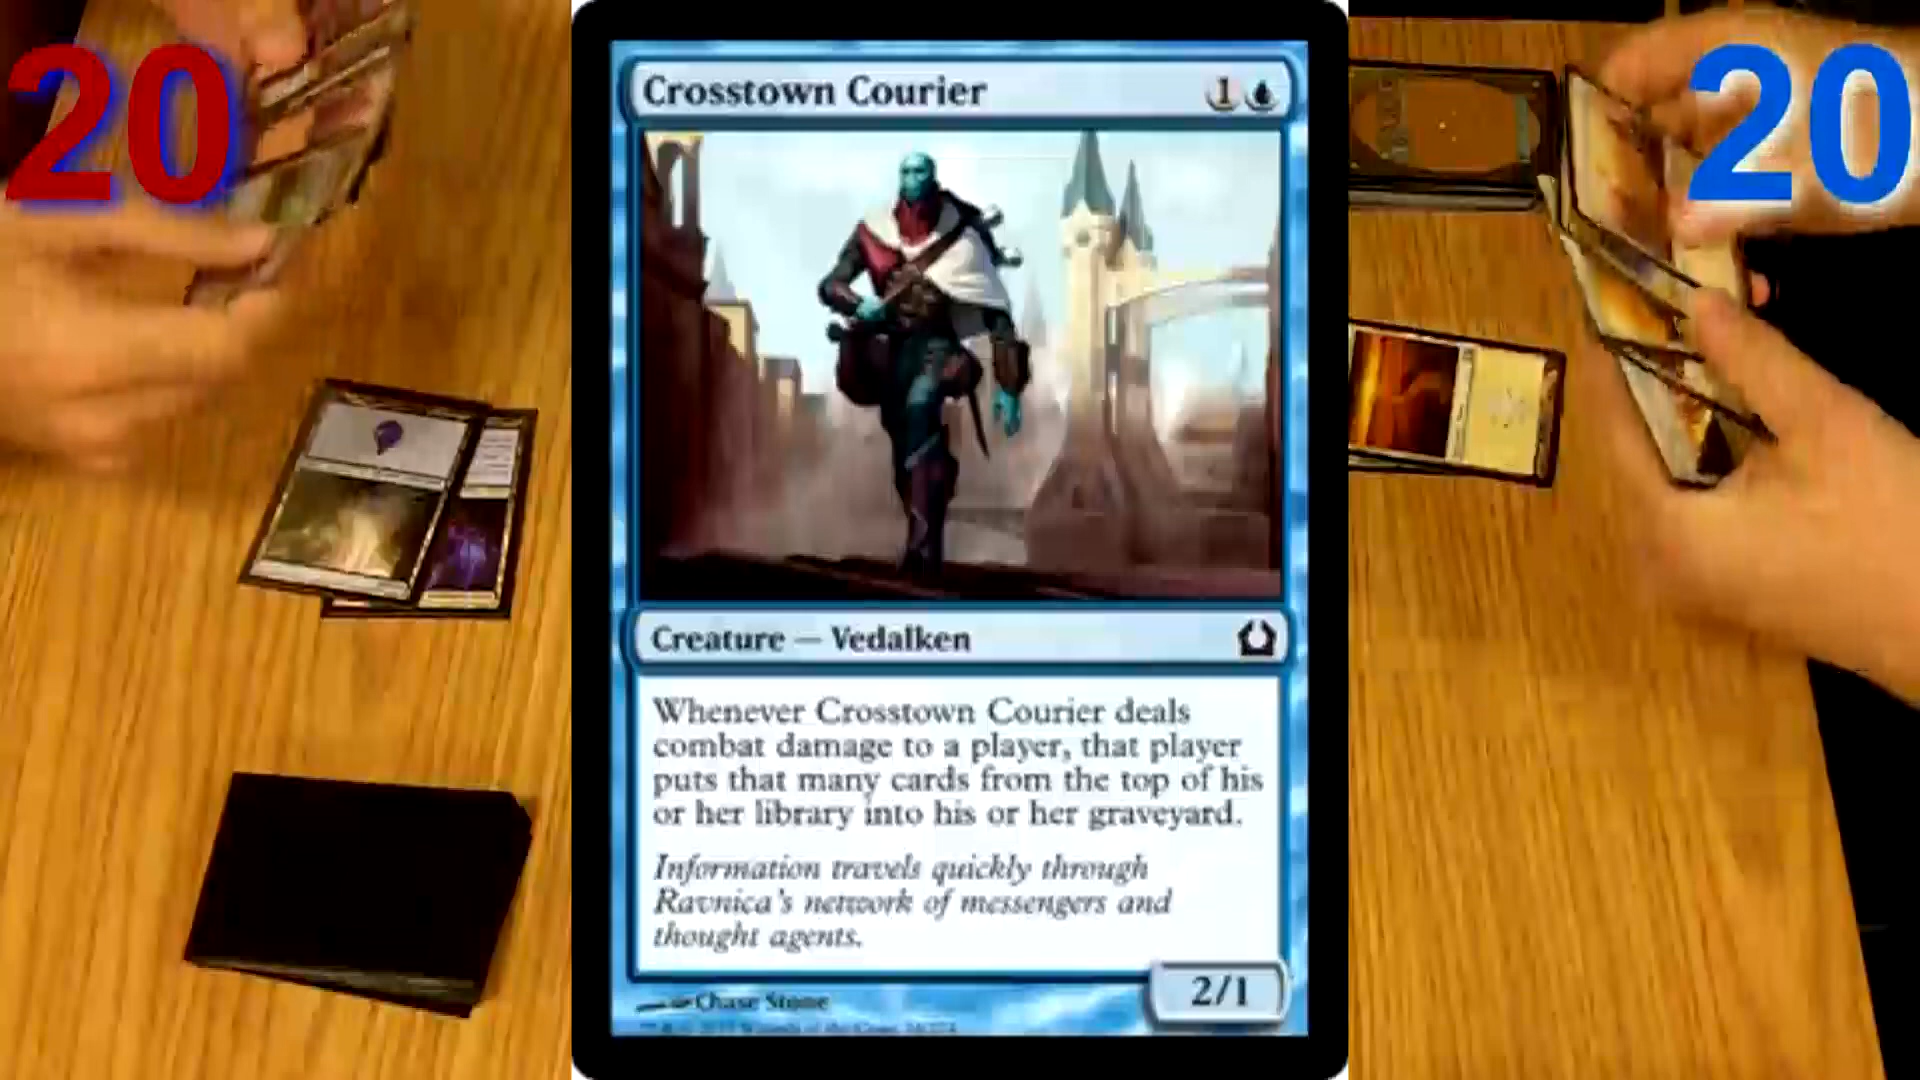 20
20
Crosstown Courier 1
Creature — Vedalken
Whenever Crosstown Courier deals
combat damage to a player, that player
puts that many cards from the top of his
or her library into his or her graveyard.
Information travels quickly through
Ravnica's network of messengers and
thought agents.
2/1
Chase Stone